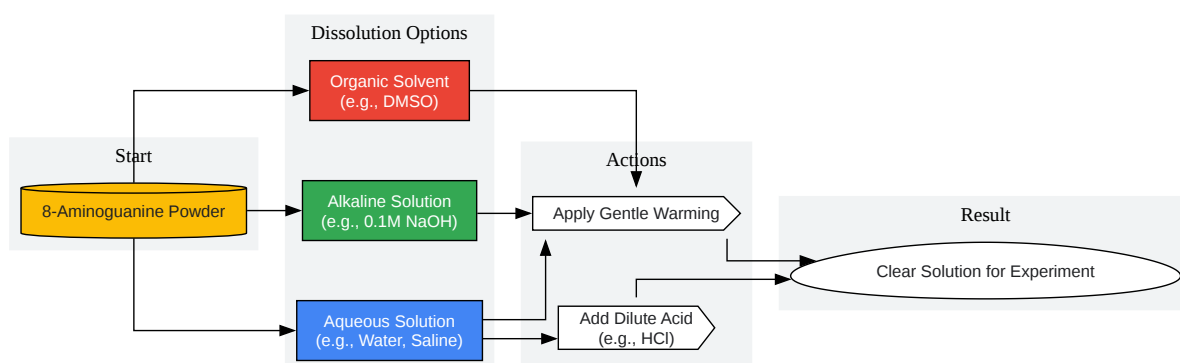 Dissolution Options
Organic Solvent
(e.g., DMSO)
Start
Actions
8-Aminoguanine Powder
Alkaline Solution
(e.g., 0.1M NaOH)
Apply Gentle Warming
Result
Clear Solution for Experiment
Aqueous Solution
(e.g., Water, Saline)
Add Dilute Acid
(e.g., HCl)